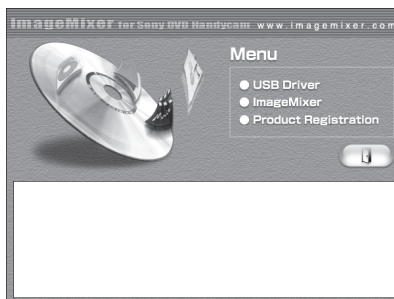 ImageMixer for Sony DVD Handycam www.imagemixer.com
Menu
USB Driver
ImageMixer
Product Registration